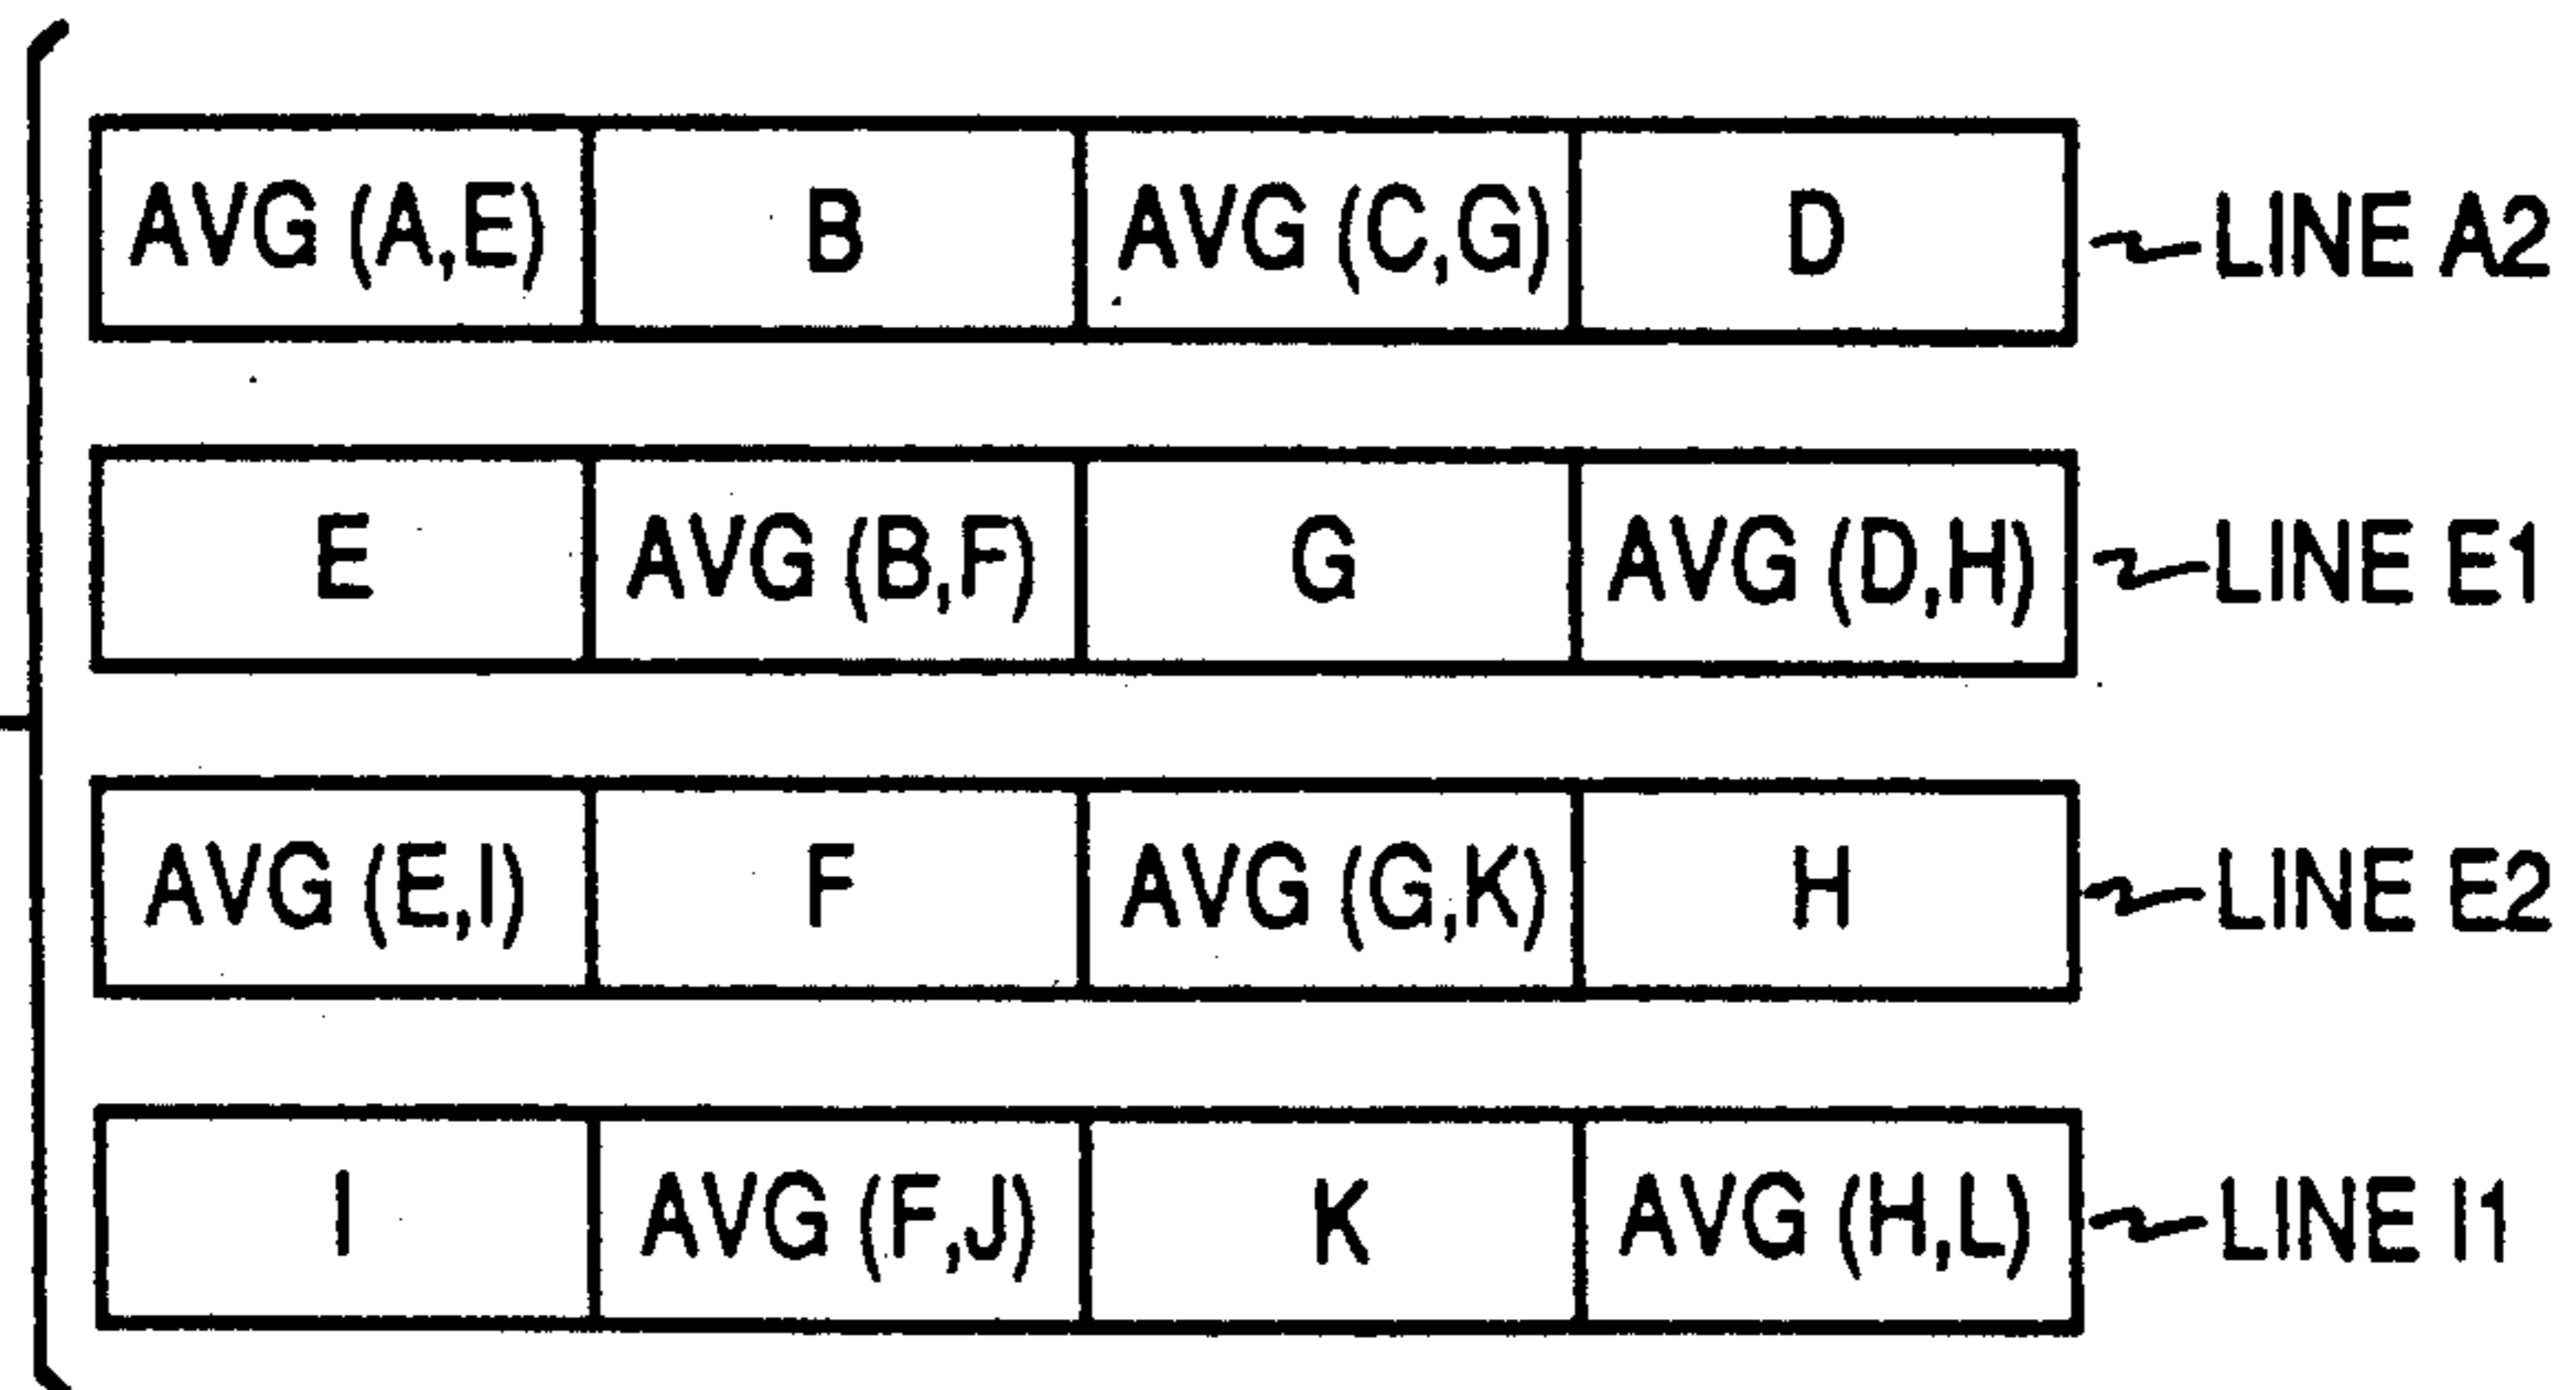 AVG (A,E) B AVG (C,G) D LINE A2
E AVG (B,F) G AVG (D,H) LINE E1
AVG (E,I) F AVG (G,K) H LINE E2
I AVG (F,J) K AVG (H,L) LINE I1